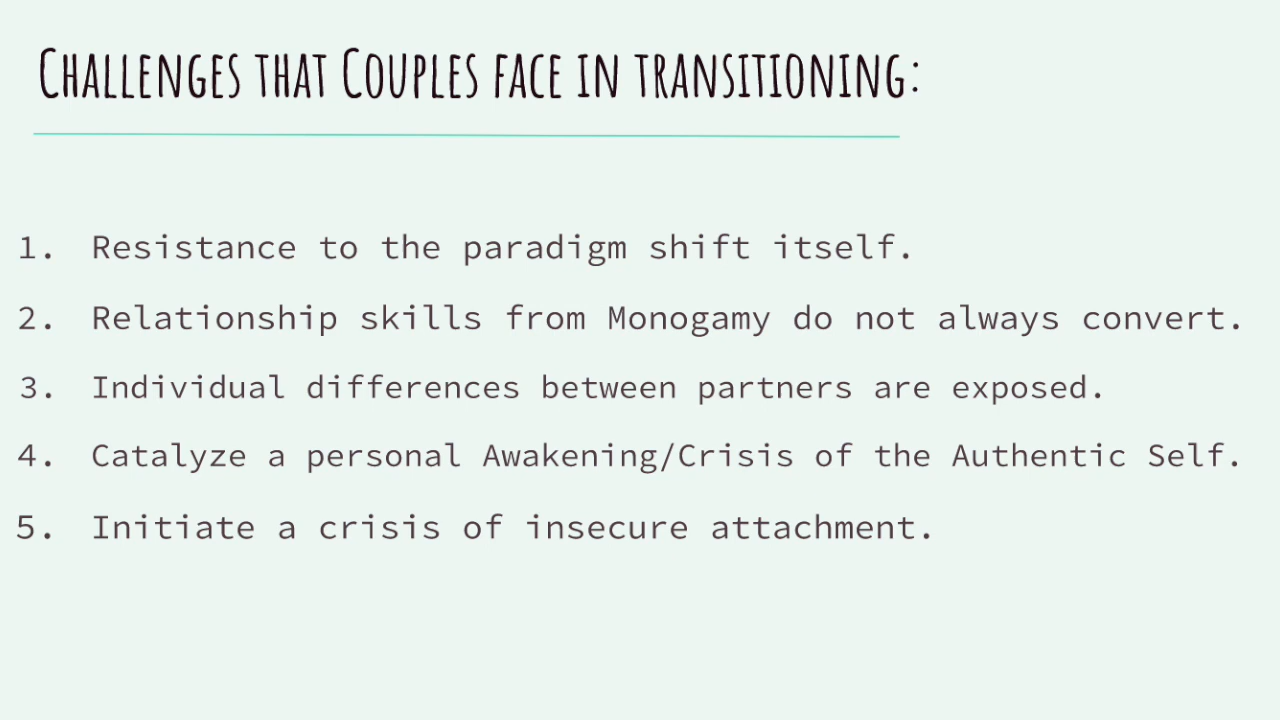 Challenges that Couples face in transitioning:
1. Resistance to the paradigm shift itself.
2. Relationship skills from Monogamy do not always convert.
3. Individual differences between partners are exposed.
4. Catalyze a personal Awakening/Crisis of the Authentic Self.
5. Initiate a crisis of insecure attachment.